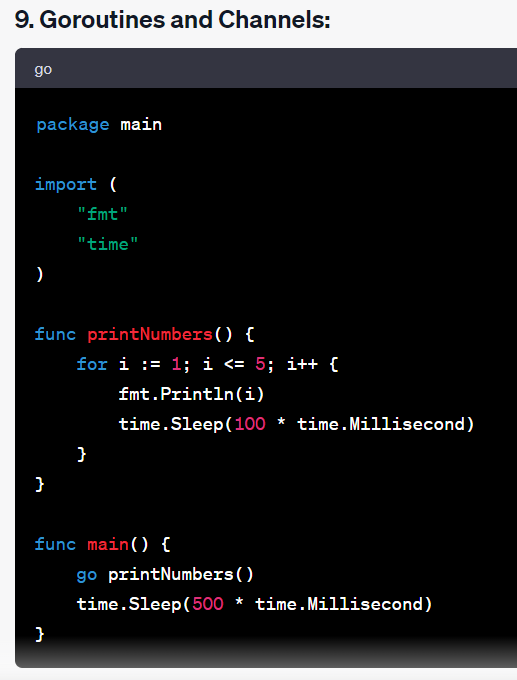 9. Goroutines and Channels:
go
package main
import (
"fmt"
"time"
)
func printNumbers() {
for i := 1; i <= 5; i++ {
fmt.Println(i)
time.Sleep(100 * time.Millisecond)
}
}
func main() {
go printNumbers()
time.Sleep(500 * time.Millisecond)
}